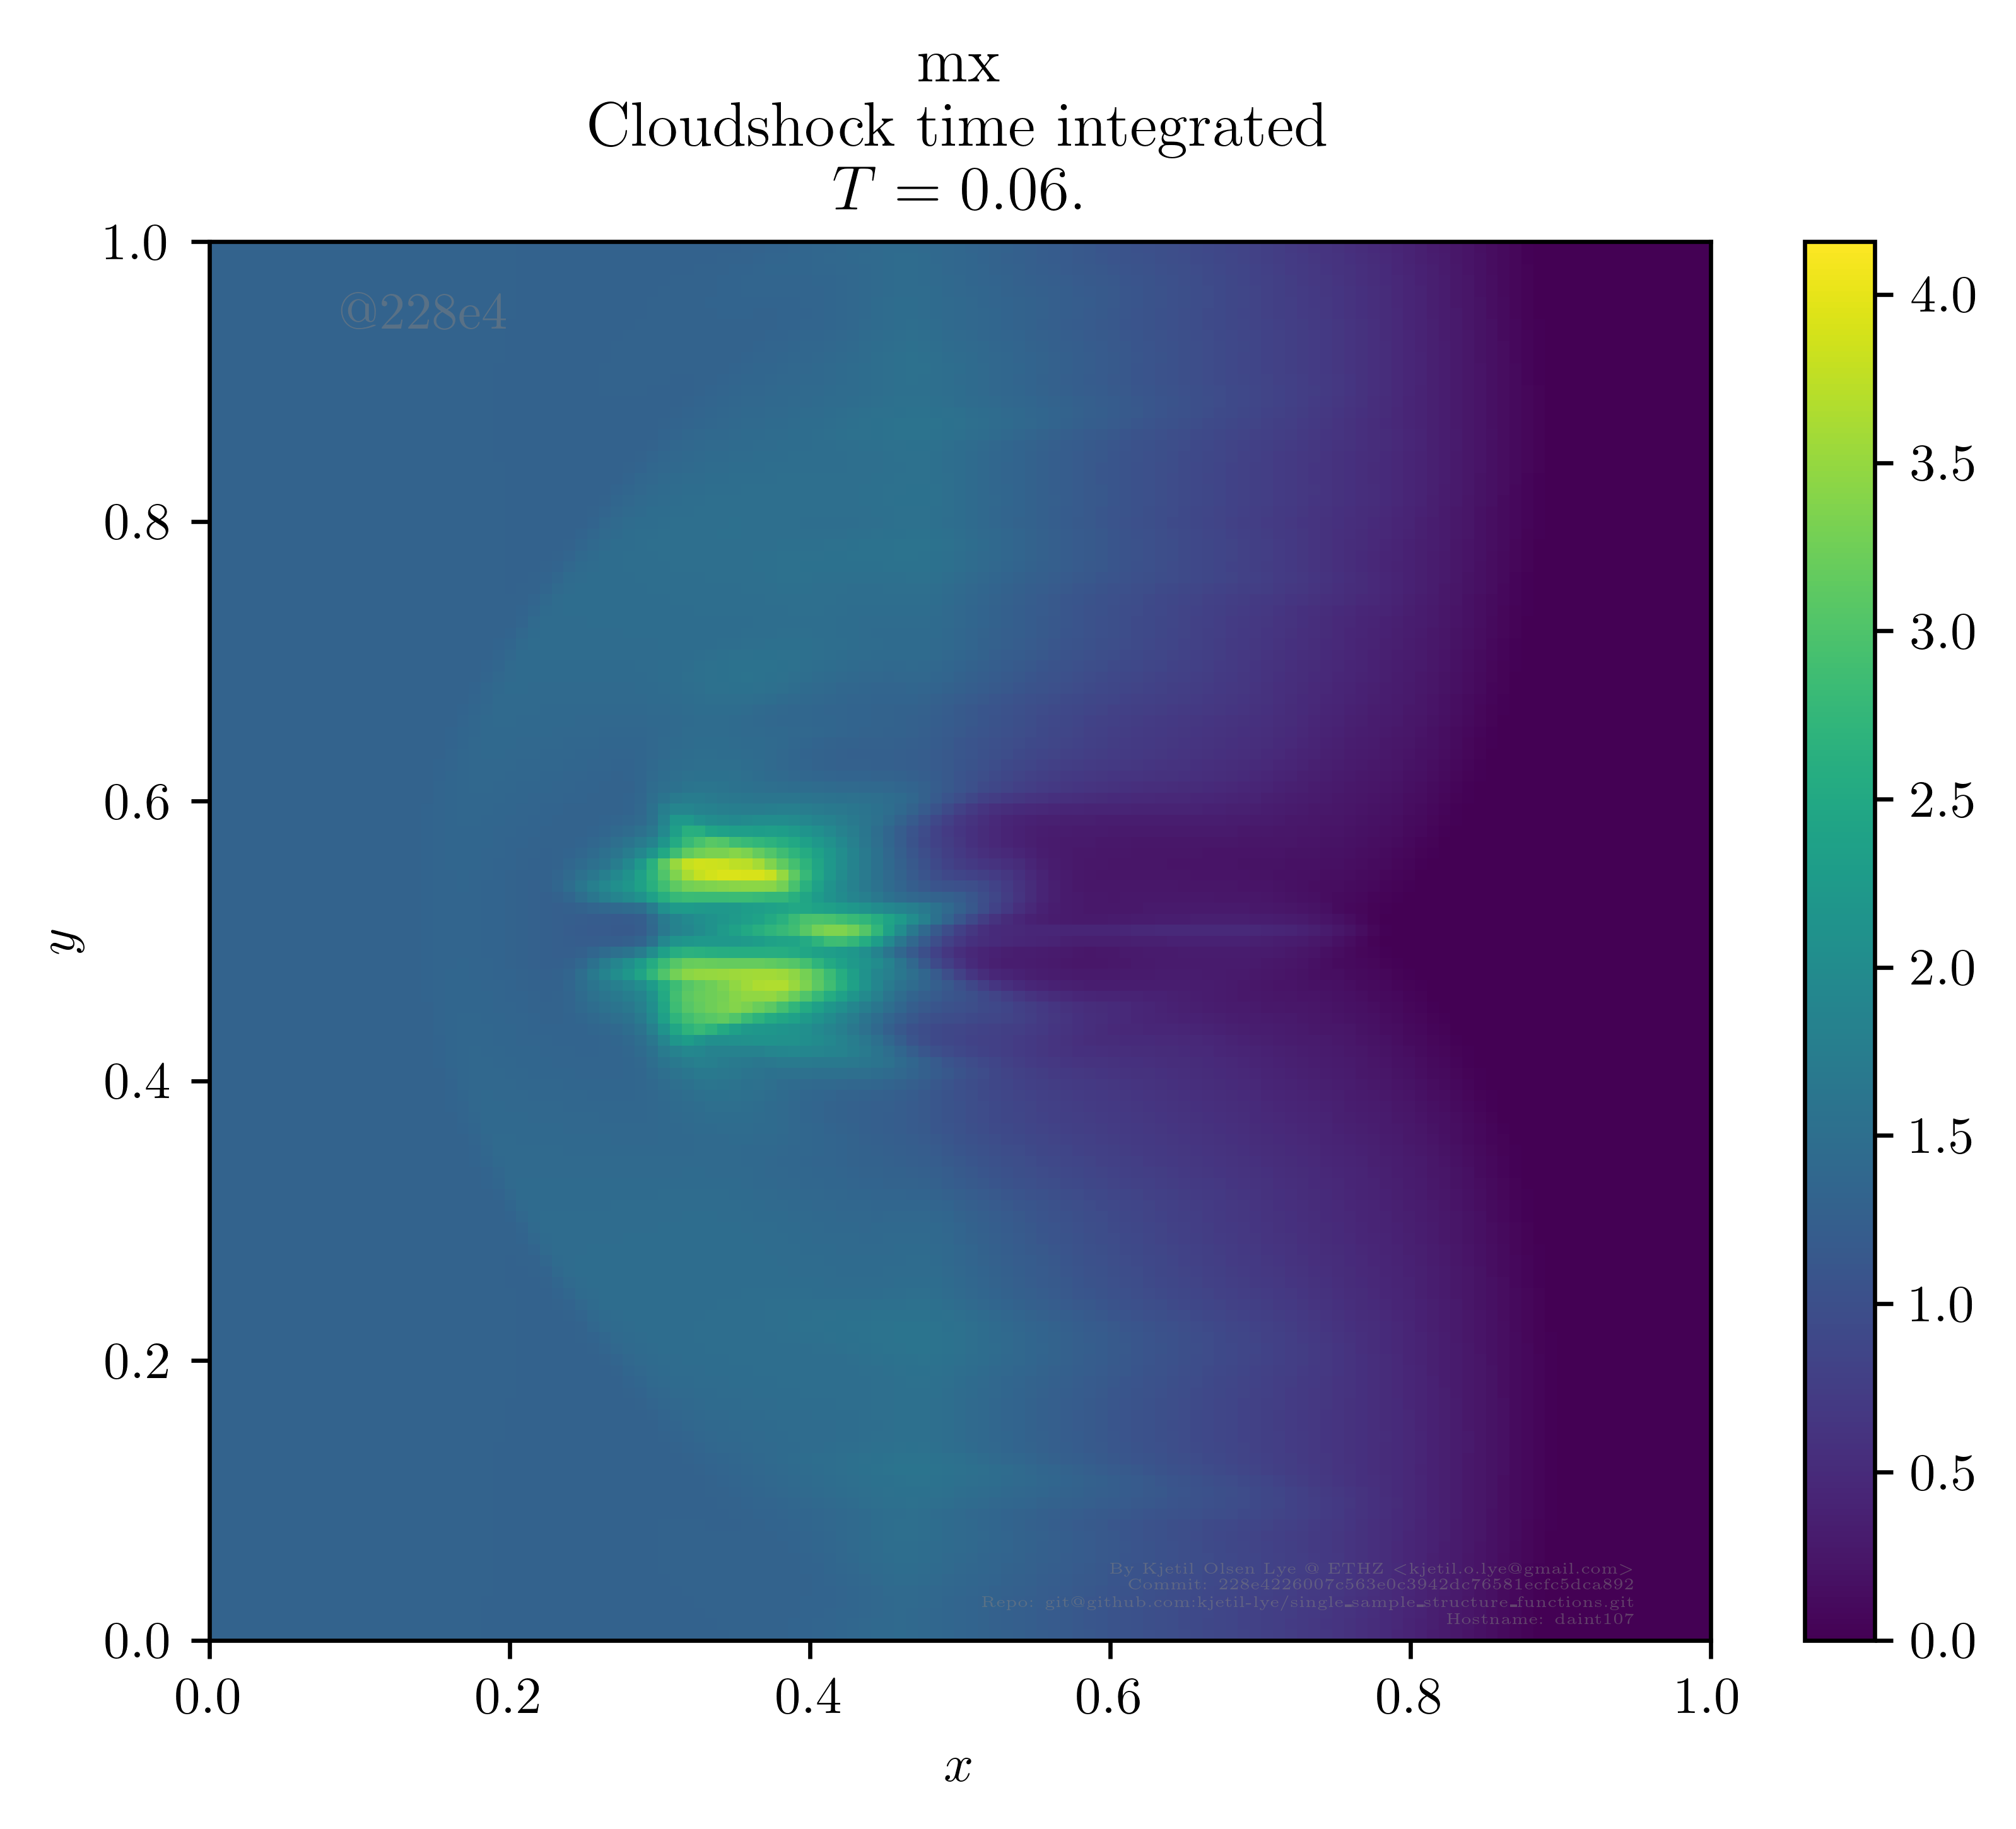 mx
Cloudshock time integrated
T = 0.06.
1.0
0.8
0.6
0.4
0.2
0.0
y
0.0 0.2 0.4 0.6 0.8 1.0
x
4.0
3.5
3.0
2.5
2.0
1.5
1.0
0.5
0.0
@228e4
By Kjetil Olsen Lye @ ETHZ <kjetil.o.lye@gmail.com>
Commit: 228e4226007c563e0c3942dc76581ecfc5dca892
Repo: git@github.com:kjetil-lye/single_sample_structure_functions.git
Hostname: daint107